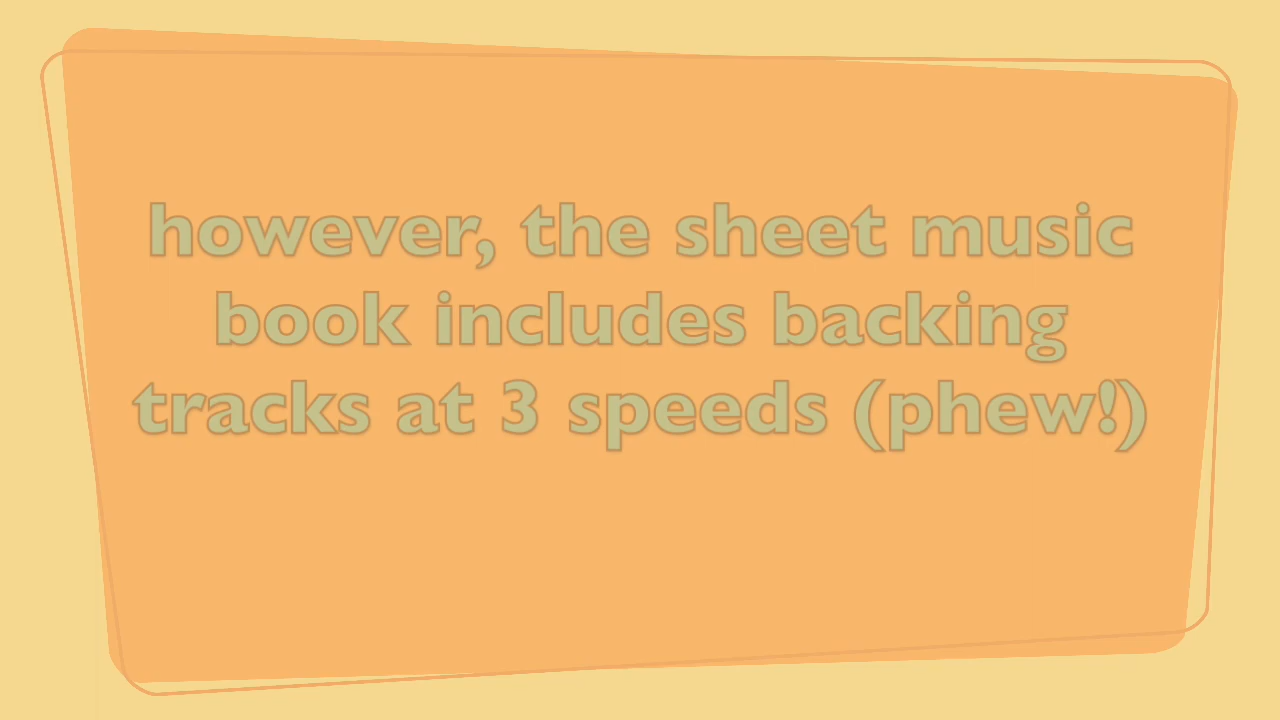 however, the sheet music
book includes backing
tracks at 3 speeds (phew!)